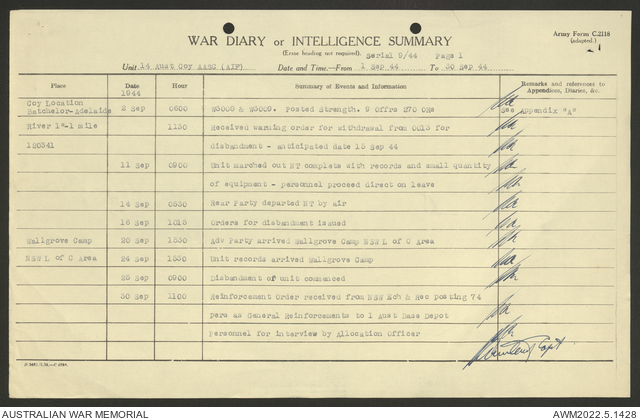 Army Form C.2118
(adapted.)
WAR DIARY or INTELLIGENCE SUMMARY
(Erase heading not required). Serial 9/44 Page 1
Unit 14 Aust Coy AASC (AIF) Date and Time.—From 1 Sep 44 To 30 Sep 44
Place Date Hour Summary of Events and Information Remarks and references to Appendices, Diaries, &c.
1944
Coy Location
Batchelor-Adelaide 2 Sep 0600 W3008 & W3009. Posted Strength. 9 Offrs 270 ORs See Appendix "A"
River 1"-1 mile 1130 Received warning order for withdrawal from for
120341 disbandment - anticipated date 15 Sep 44
11 Sep 0900 Unit marched out NT complete with records and small quantity
of equipment - personnel proceed direct on leave
14 Sep 0530 Rear Party departed NT by air
18 Sep 1015 Orders for disbandment issued
Wallgrove Camp 20 Sep 1530 Adv Party arrived Wallgrove Camp NSW L of C Area
NSW L of C Area 24 Sep 1530 Unit records arrived Wallgrove Camp
25 Sep 0900 Disbandment of unit commenced
30 Sep 1100 Reinforcement Order received from NSW Ech & Rec posting 74
pers as General Reinforcements to 1 Aust Base Depot
Personnel for interview by Allocation Officer
Capt
AUSTRALIAN WAR MEMORIAL AWM2022.5.1428